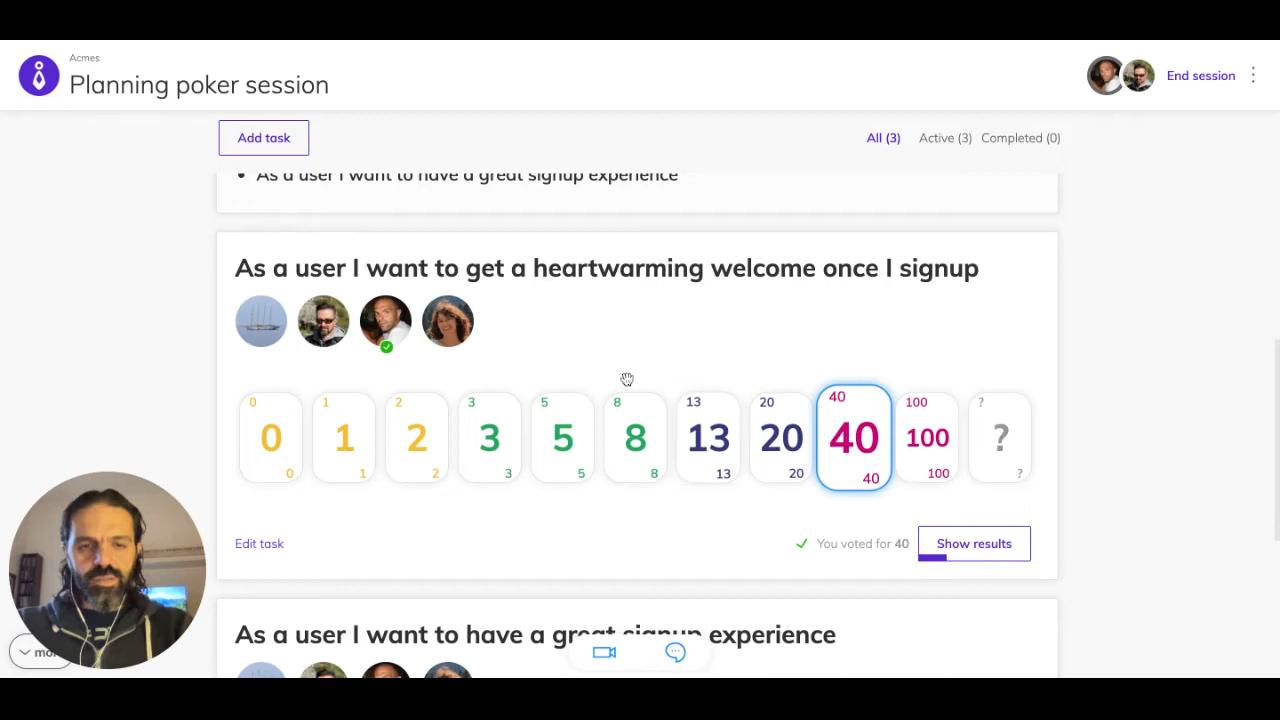 Acmes
Planning poker session
End session
Add task
All (3) Active (3) Completed (0)
• As a user I want to have a great signup experience
As a user I want to get a heartwarming welcome once I signup
0 1 2 3 5 8 13 20 40 100 ?
0 1 2 3 5 8 13 20 40 100 ?
0 1 2 3 5 8 13 20 40 100 ?
Edit task
You voted for 40
Show results
As a user I want to have a great signup experience